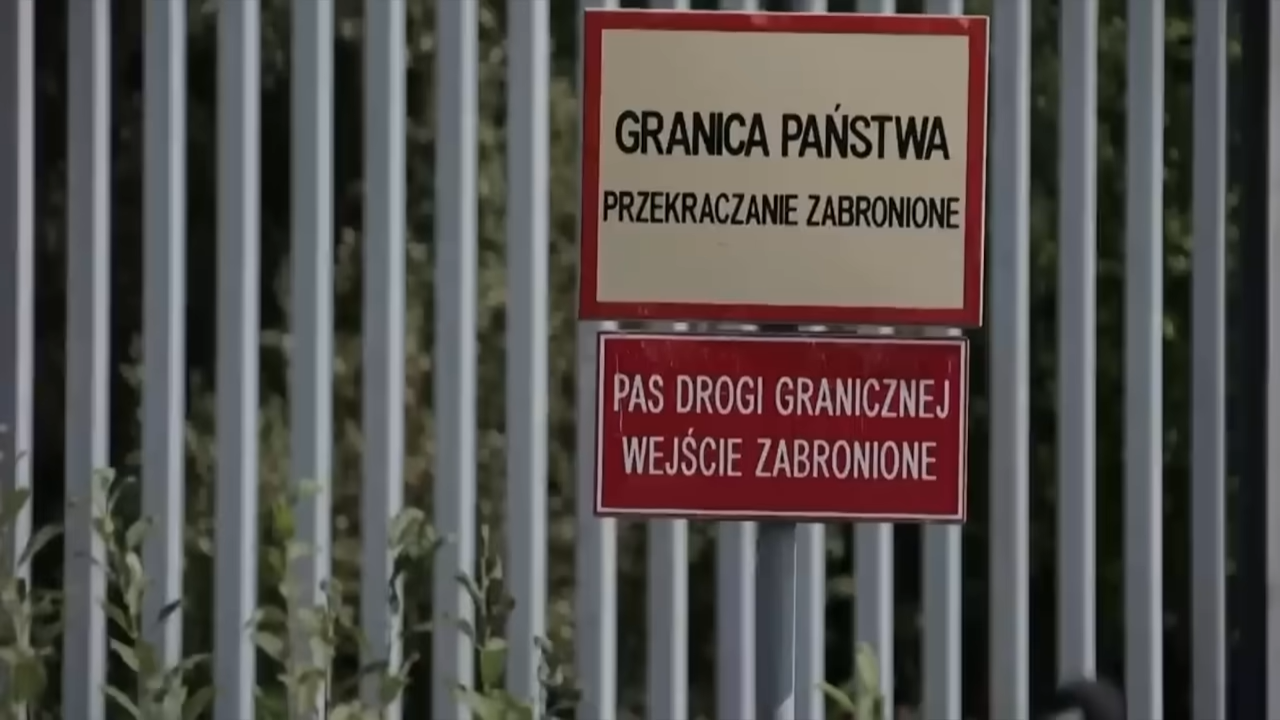 GRANICA PAŃSTWA
PRZEKRACZANIE ZABRONIONE
PAS DROGI GRANICZNEJ
WEJŚCIE ZABRONIONE